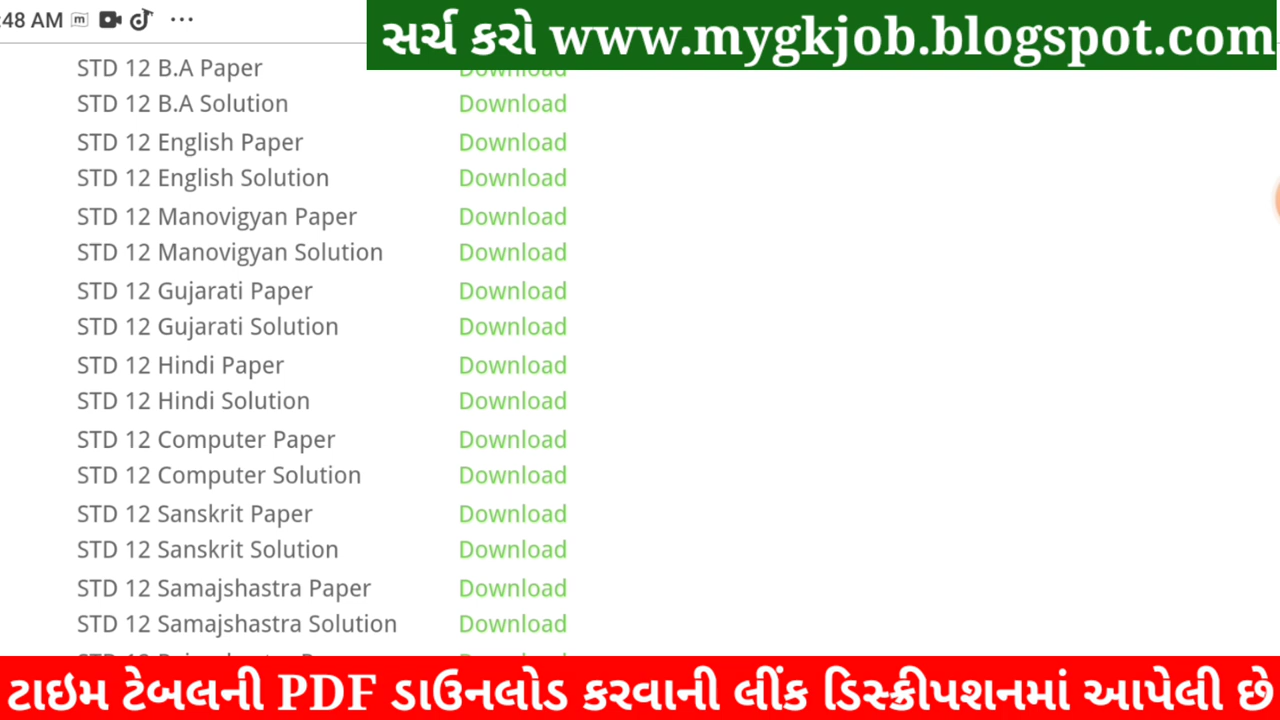 :48 AM
સર્ચ કરો www.mygkjob.blogspot.com
STD 12 B.A Paper Download
STD 12 B.A Solution Download
STD 12 English Paper Download
STD 12 English Solution Download
STD 12 Manovigyan Paper Download
STD 12 Manovigyan Solution Download
STD 12 Gujarati Paper Download
STD 12 Gujarati Solution Download
STD 12 Hindi Paper Download
STD 12 Hindi Solution Download
STD 12 Computer Paper Download
STD 12 Computer Solution Download
STD 12 Sanskrit Paper Download
STD 12 Sanskrit Solution Download
STD 12 Samajshastra Paper Download
STD 12 Samajshastra Solution Download
ટાઇમ ટેબલની PDF ડાઉનલોડ કરવાની લીંક ડિસ્ક્રીપશનમાં આપેલી છે